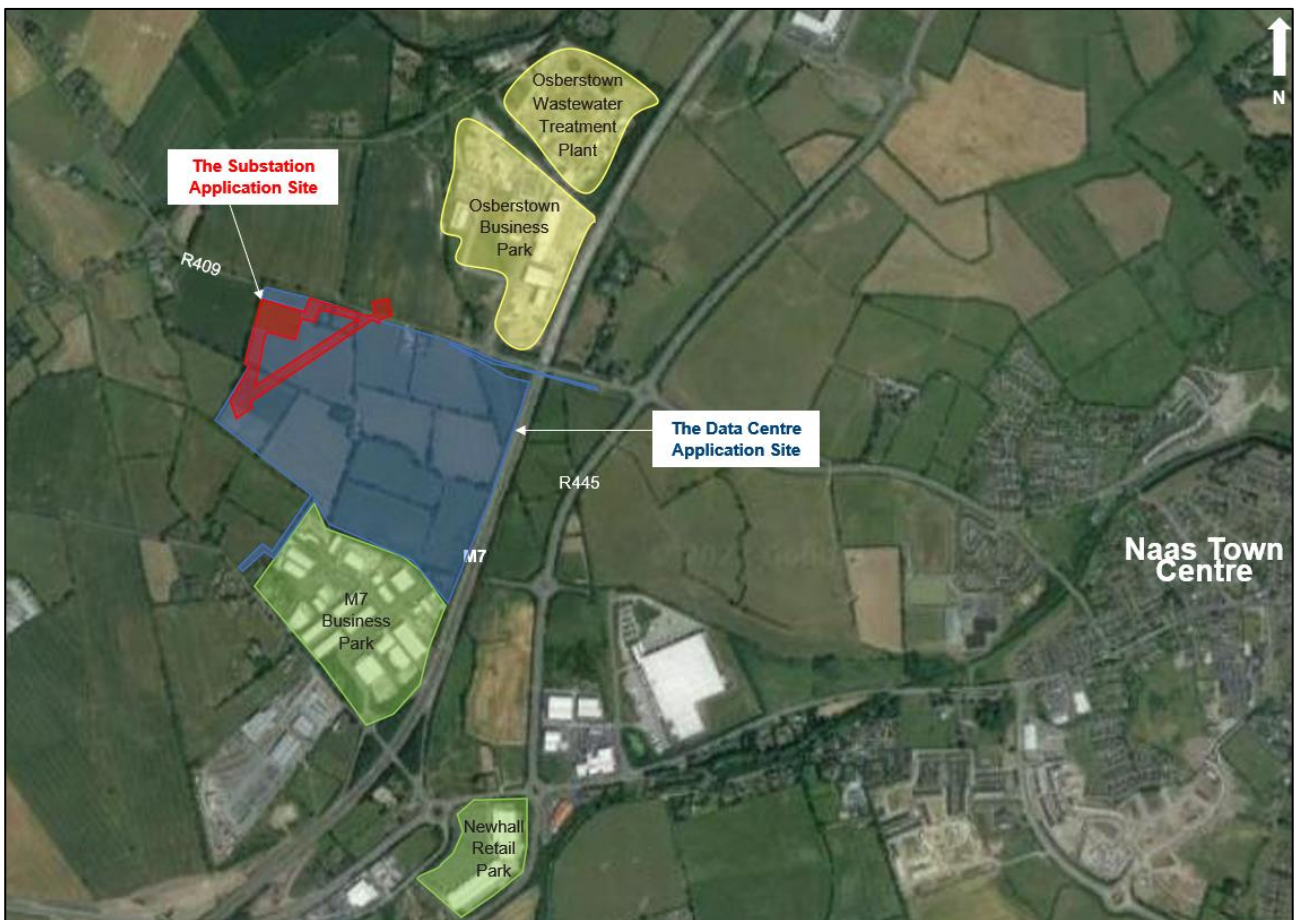 N
Osberstown
Wastewater
Treatment
Plant
The Substation
Application Site
Osberstown
Business
Park
R409
The Data Centre
Application Site
R445
M7
Naas Town
Centre
M7
Business
Park
Newhall
Retail
Park